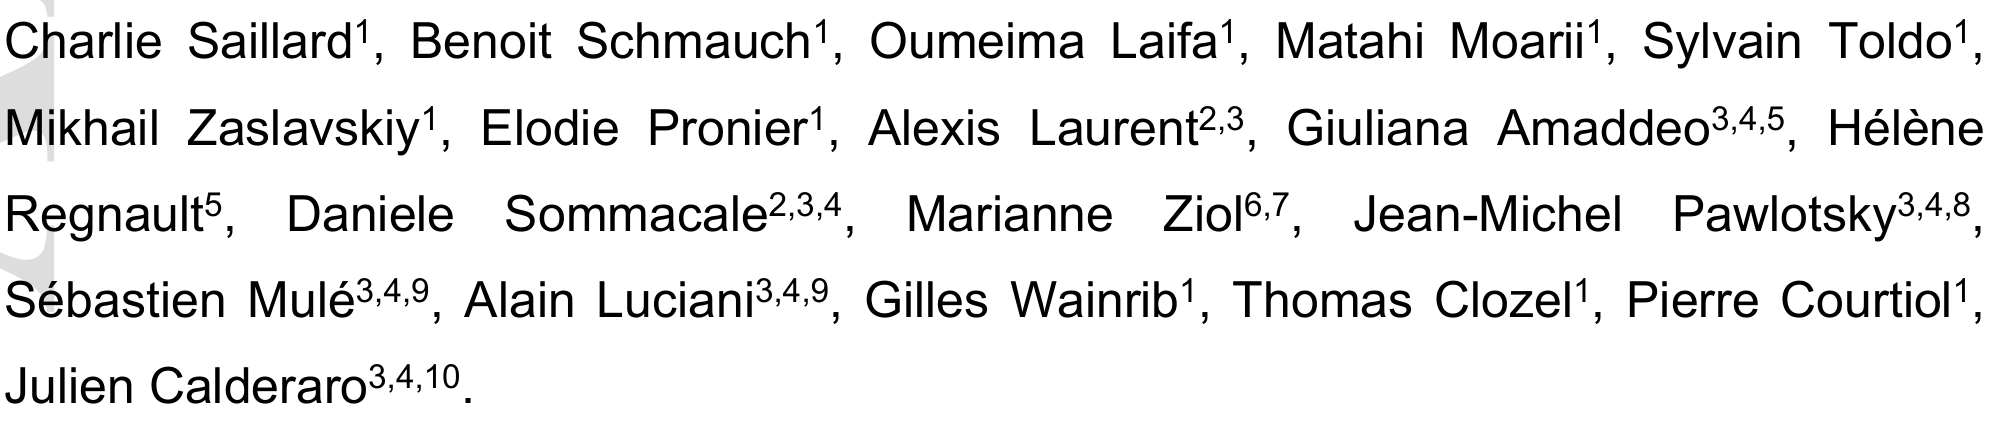 Charlie Saillard1, Benoit Schmauch1, Oumeima Laifa1, Matahi Moarii1, Sylvain Toldo1,
Mikhail Zaslavskiy1, Elodie Pronier1, Alexis Laurent2,3, Giuliana Amaddeo3,4,5, Hélène
Regnault5, Daniele Sommacale2,3,4, Marianne Ziol6,7, Jean-Michel Pawlotsky3,4,8,
Sébastien Mulé3,4,9, Alain Luciani3,4,9, Gilles Wainrib1, Thomas Clozel1, Pierre Courtiol1,
Julien Calderaro3,4,10.